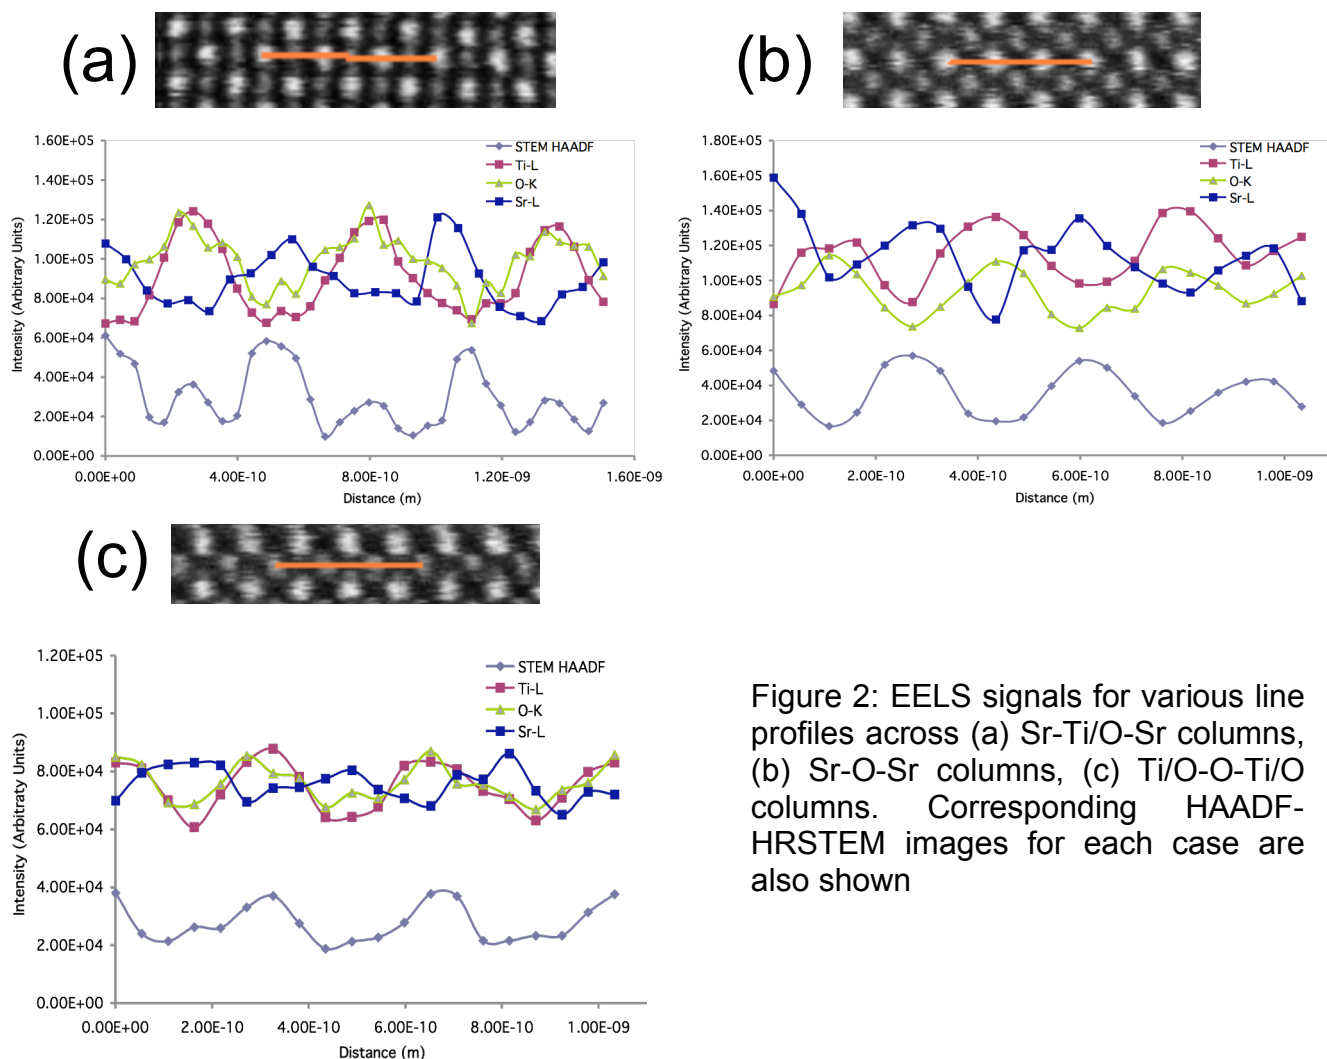 (a)
1.60E+05
1.40E+05
1.20E+05
1.00E+05
8.00E+04
6.00E+04
4.00E+04
2.00E+04
0.00E+00
Intensity (Arbitrary Units)
STEM HAADF
Ti-L
O-K
Sr-L
0.00E+00 4.00E-10 8.00E-10 1.20E-09 1.60E-09
Distance (m)
(b)
1.80E+05
1.60E+05
1.40E+05
1.20E+05
1.00E+05
8.00E+04
6.00E+04
4.00E+04
2.00E+04
0.00E+00
Intensity (Arbitrary Units)
STEM HAADF
Ti-L
O-K
Sr-L
0.00E+00 2.00E-10 4.00E-10 6.00E-10 8.00E-10 1.00E-09
Distance (m)
(c)
1.20E+05
1.00E+05
8.00E+04
6.00E+04
4.00E+04
2.00E+04
0.00E+00
Intensity (Arbitraty Units)
STEM HAADF
Ti-L
O-K
Sr-L
0.00E+00 2.00E-10 4.00E-10 6.00E-10 8.00E-10 1.00E-09
Distance (m)
Figure 2: EELS signals for various line
profiles across (a) Sr-Ti/O-Sr columns,
(b) Sr-O-Sr columns, (c) Ti/O-O-Ti/O
columns. Corresponding HAADF-
HRSTEM images for each case are
also shown